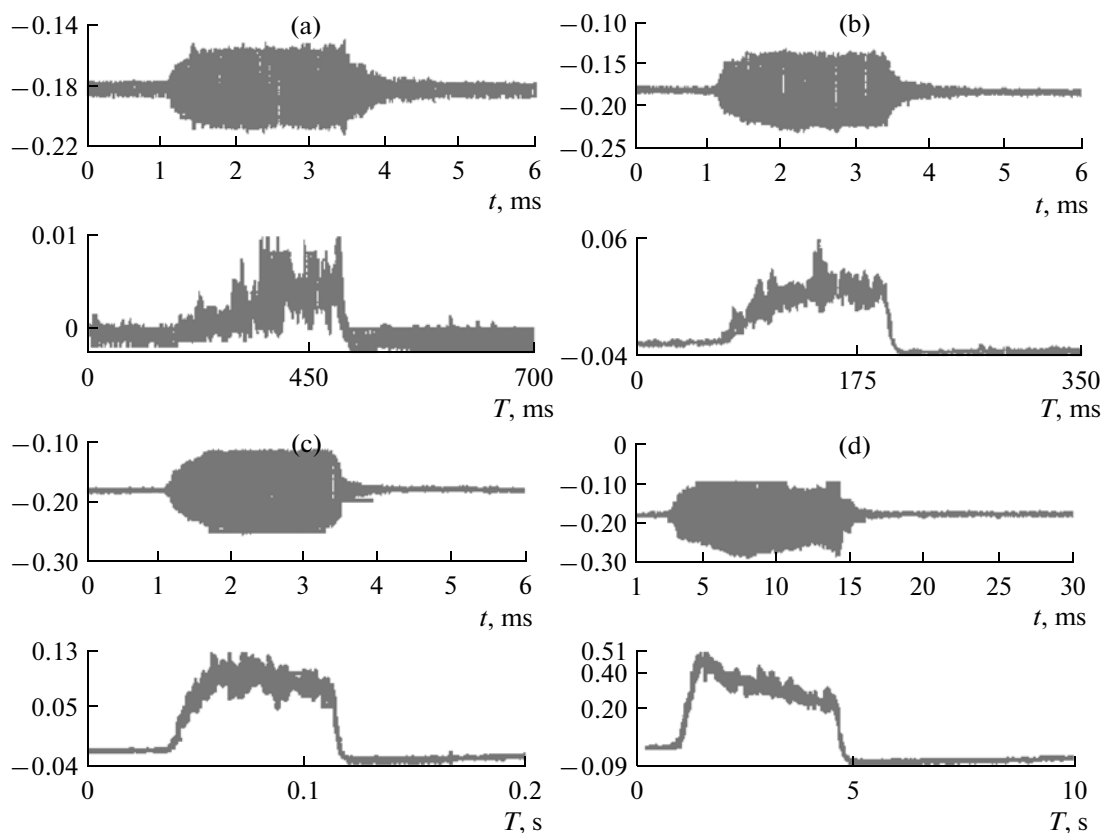 −0.14 (a) −0.10 (b)
−0.15
−0.18
−0.20
−0.22 −0.25
0 1 2 3 4 5 6 0 1 2 3 4 5 6
t, ms t, ms
0.01 0.06
0
−0.04
0 450 700 0 175 350
T, ms T, ms
−0.10 (c) 0 (d)
−0.10
−0.20 −0.20
−0.30 −0.30
0 1 2 3 4 5 6 1 5 10 15 20 25 30
t, ms t, ms
0.13 0.51
0.40
0.05 0.20
−0.04 −0.09
0 0.1 0.2 0 5 10
T, s T, s